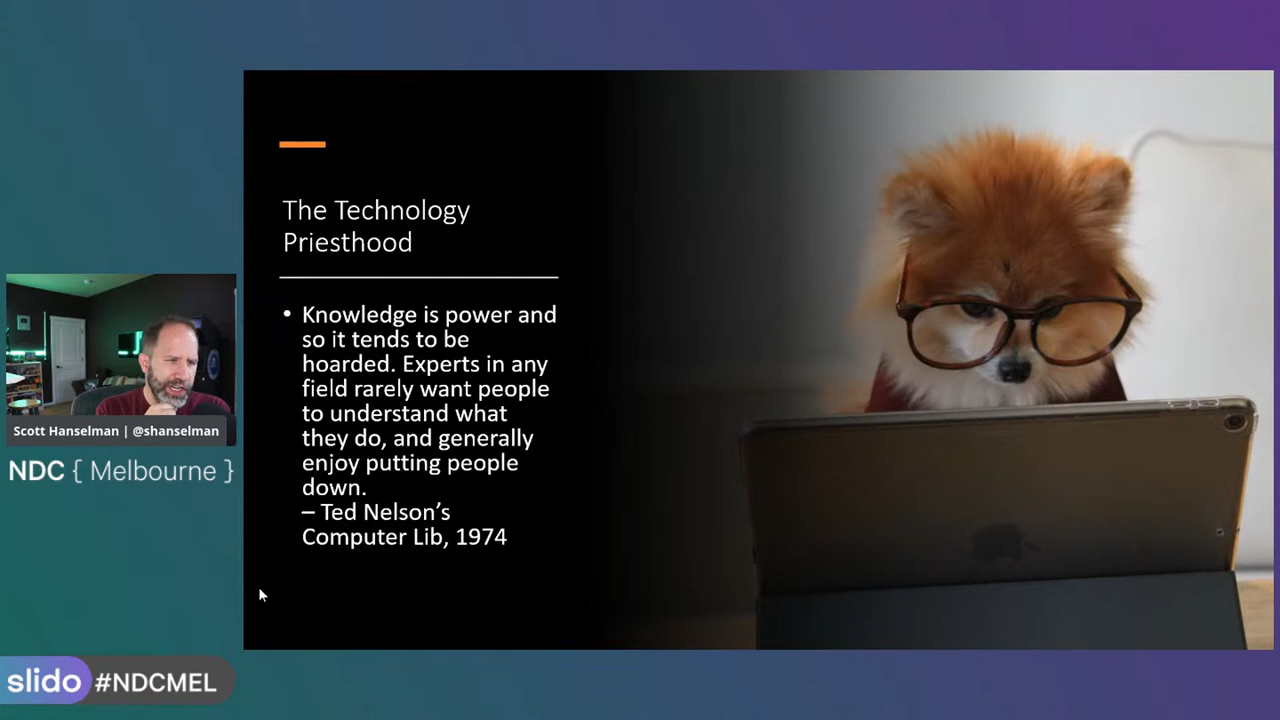 The Technology
Priesthood
• Knowledge is power and
so it tends to be
hoarded. Experts in any
field rarely want people
to understand what
they do, and generally
enjoy putting people
down.
– Ted Nelson’s
Computer Lib, 1974
Scott Hanselman | @shanselman
NDC { Melbourne }
slido #NDCMEL